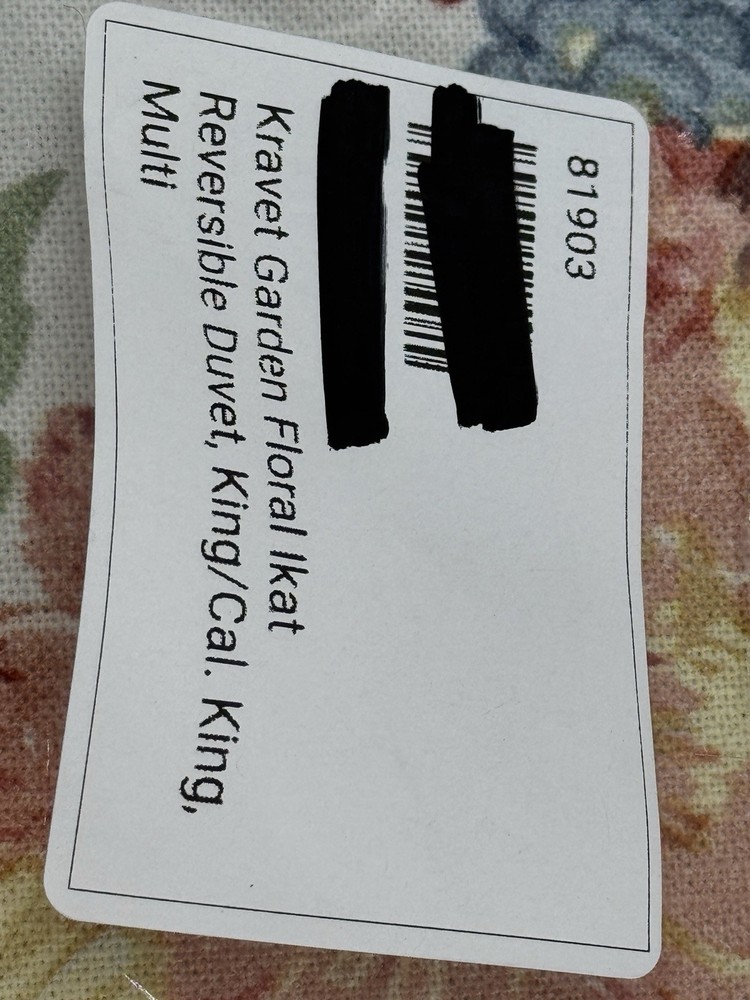 81903
Kravet Garden Floral Ikat
Reversible Duvet, King/Cal. King,
Multi